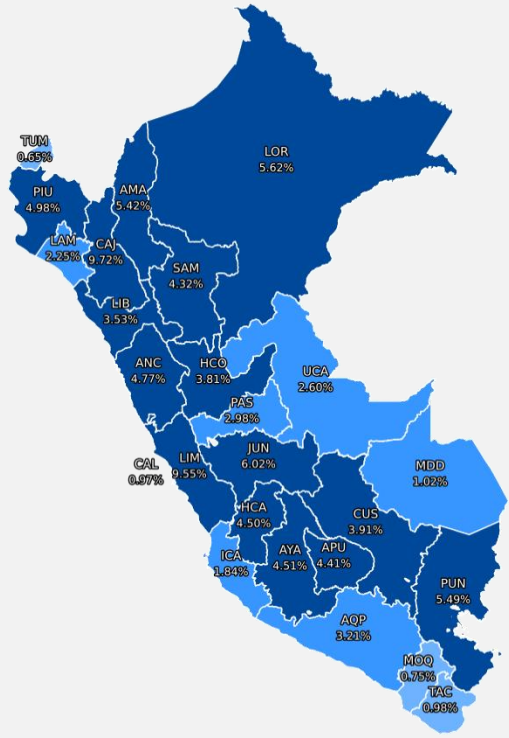 TUM
0.65%
LOR
5.62%
PIU
4.98%
AMA
5.42%
LAM
2.25%
CAJ
9.72%
SAM
4.32%
LIB
3.53%
ANC
4.77%
HCO
3.81%
UCA
2.60%
PAS
2.98%
CAL
0.97%
LIM
9.55%
JUN
6.02%
MDD
1.02%
HCA
4.50%
CUS
3.91%
ICA
1.84%
AYA
4.51%
APU
4.41%
PUN
5.49%
AQP
3.21%
MOQ
0.75%
TAC
0.98%